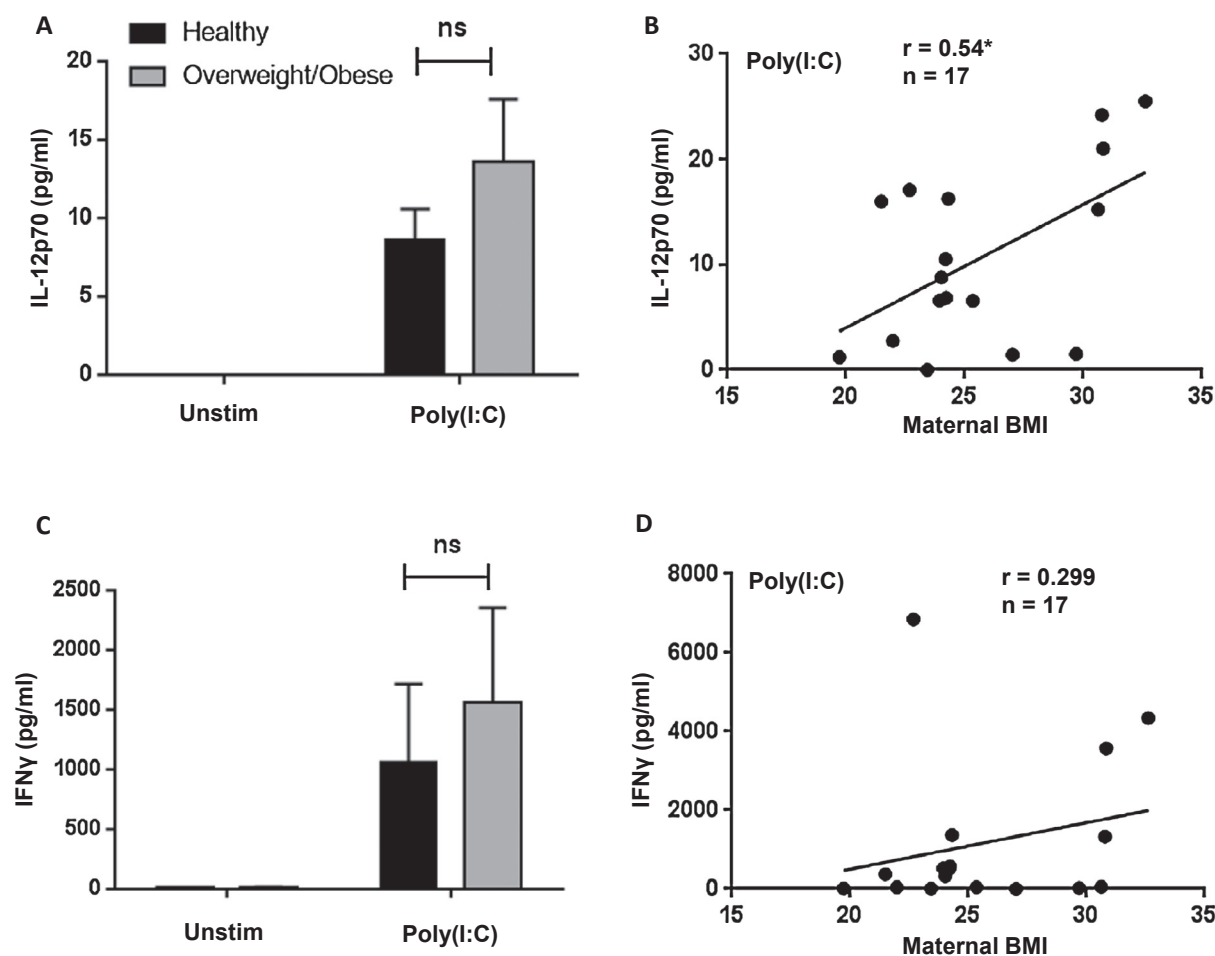 A
Healthy
Overweight/Obese
ns
20
15
10
5
0
IL-12p70 (pg/ml)
Unstim
Poly(I:C)
B
Poly(I:C)
r = 0.54*
n = 17
30
20
10
0
IL-12p70 (pg/ml)
15
20
25
30
35
Maternal BMI
C
ns
2500
2000
1500
1000
500
0
IFNγ (pg/ml)
Unstim
Poly(I:C)
D
Poly(I:C)
r = 0.299
n = 17
8000
6000
4000
2000
0
IFNγ (pg/ml)
15
20
25
30
35
Maternal BMI